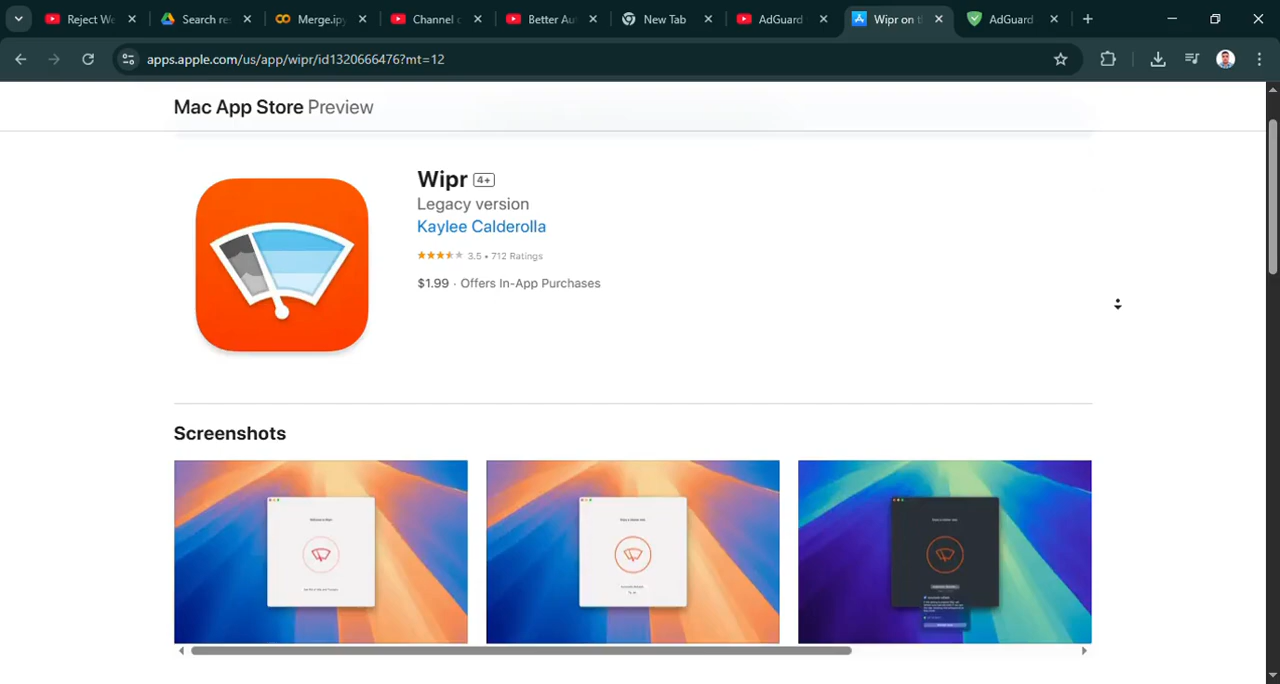 Reject Wo
Search re
Merge.ipy
Channel c
Better Au
New Tab
AdGuard
Wipr on t
AdGuard
apps.apple.com/us/app/wipr/id1320666476?mt=12
Mac App Store Preview
Wipr 4+
Legacy version
Kaylee Calderolla
3.5 • 712 Ratings
$1.99 · Offers In-App Purchases
Screenshots